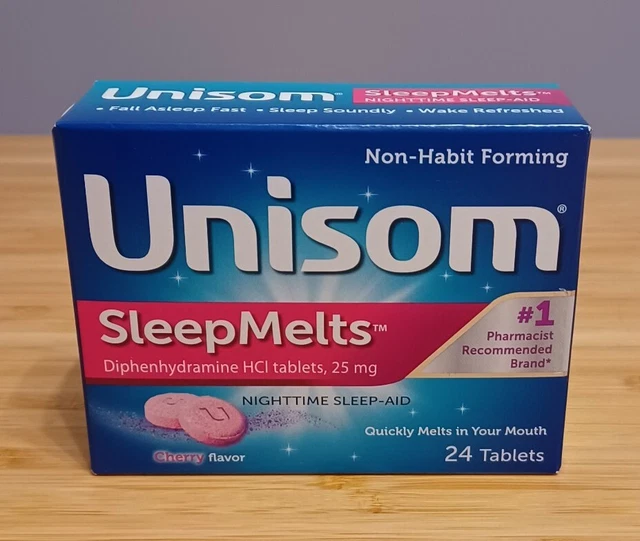 Unisom™ SleepMelts™
NIGHTTIME SLEEP-AID
• Fall Asleep Fast • Sleep Soundly • Wake Refreshed
Non-Habit Forming
Unisom®
SleepMelts™
Diphenhydramine HCl tablets, 25 mg
#1
Pharmacist
Recommended
Brand*
NIGHTTIME SLEEP-AID
U
Quickly Melts in Your Mouth
Cherry flavor
24 Tablets